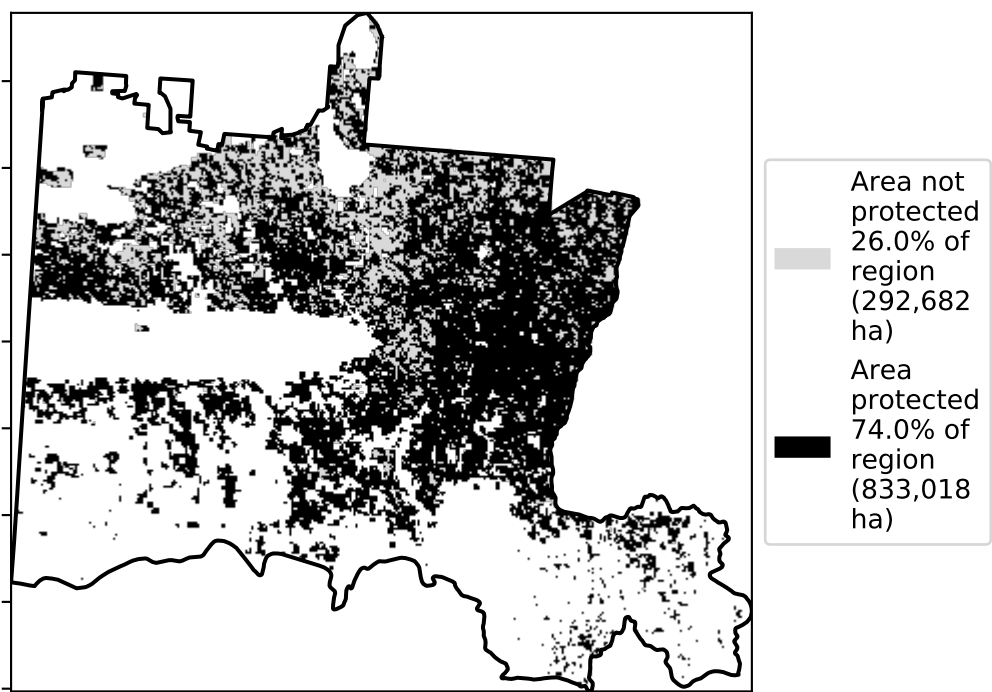 Area not
protected
26.0% of
region
(292,682
ha)
Area
protected
74.0% of
region
(833,018
ha)